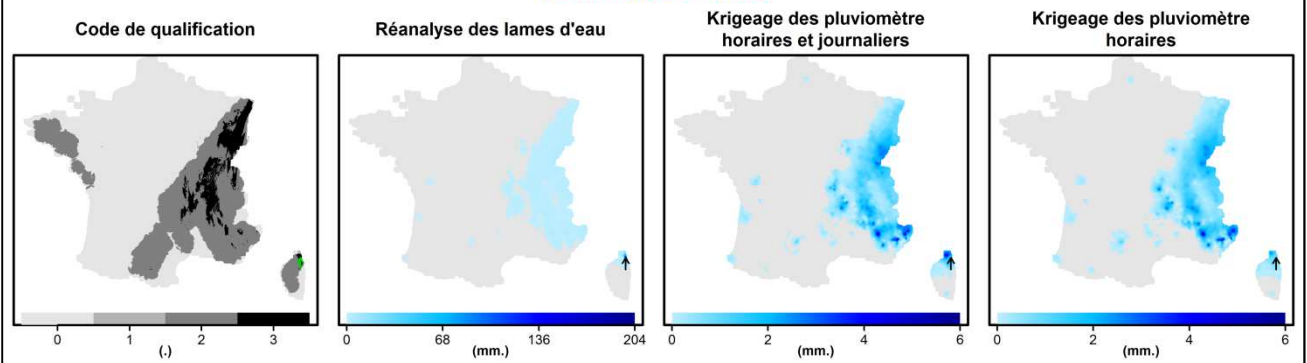 Code de qualification
Réanalyse des lames d'eau
Krigeage des pluviomètre
horaires et journaliers
Krigeage des pluviomètre
horaires
0 1 2 3
(.)
0 68 136 204
(mm.)
0 2 4 6
(mm.)
0 2 4 6
(mm.)